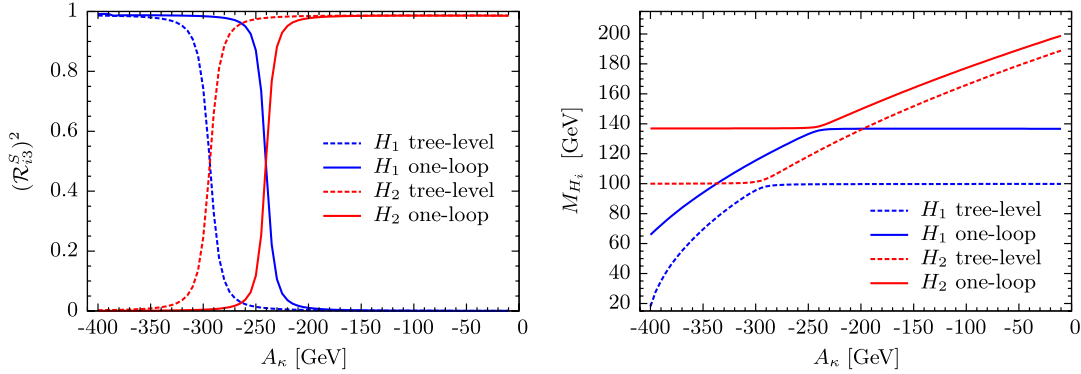 1
0.8
0.6
0.4
0.2
0
-400 -350 -300 -250 -200 -150 -100 -50 0
(ℛ^S_{i3})^2
A_κ [GeV]
H_1 tree-level
H_1 one-loop
H_2 tree-level
H_2 one-loop
200
180
160
140
120
100
80
60
40
20
-400 -350 -300 -250 -200 -150 -100 -50 0
M_{H_i} [GeV]
A_κ [GeV]
H_1 tree-level
H_1 one-loop
H_2 tree-level
H_2 one-loop